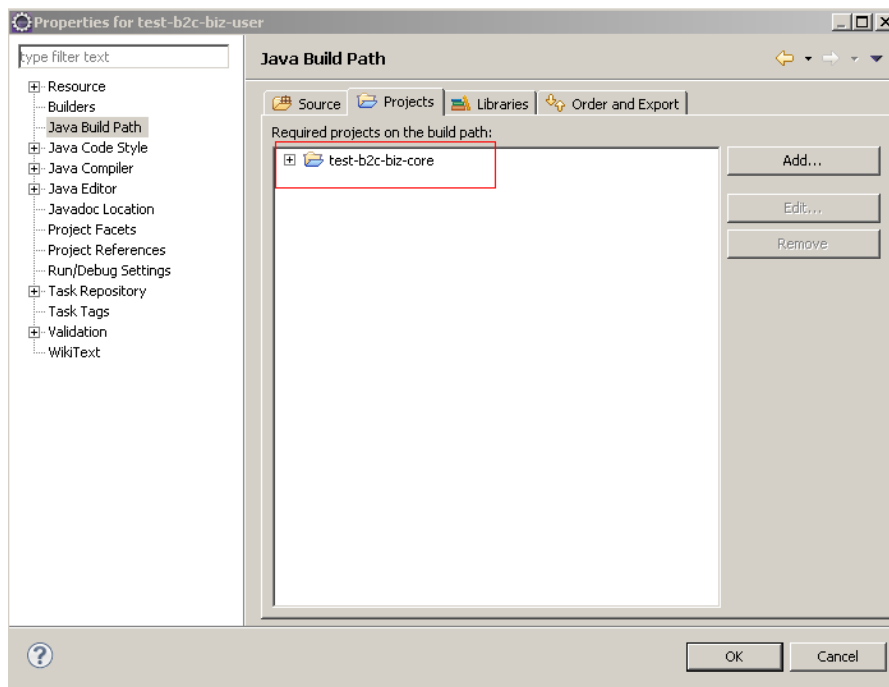 Properties for test-b2c-biz-user
type filter text
Resource
Builders
Java Build Path
Java Code Style
Java Compiler
Java Editor
Javadoc Location
Project Facets
Project References
Run/Debug Settings
Task Repository
Task Tags
Validation
WikiText
Java Build Path
Source Projects Libraries Order and Export
Required projects on the build path:
test-b2c-biz-core
Add...
Edit...
Remove
?
OK Cancel